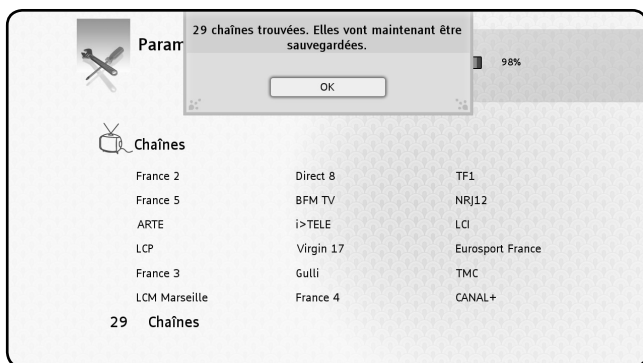 Param
29 chaînes trouvées. Elles vont maintenant être
sauvegardées.
OK
98%
Chaînes
France 2 Direct 8 TF1
France 5 BFM TV NRJ12
ARTE i>TELE LCI
LCP Virgin 17 Eurosport France
France 3 Gulli TMC
LCM Marseille France 4 CANAL+
29 Chaînes